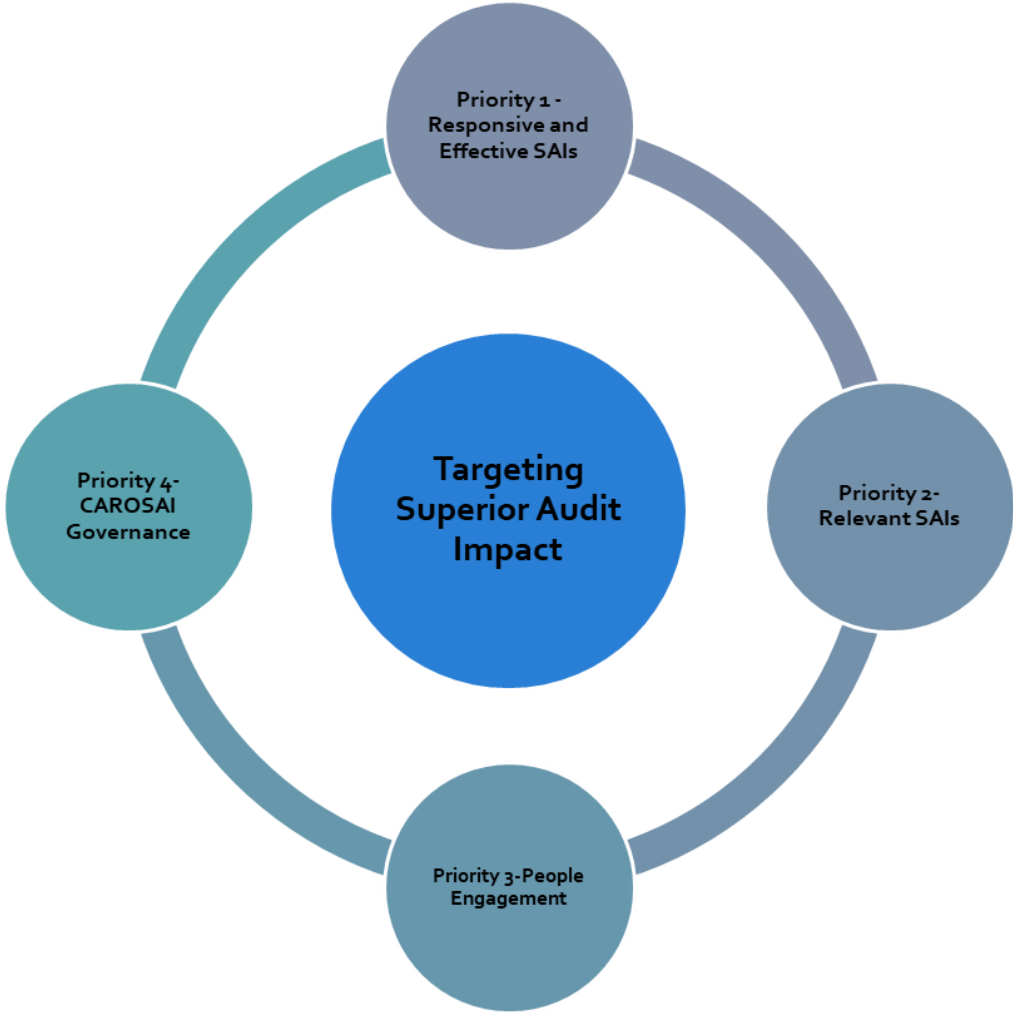 Priority 1 -
Responsive and
Effective SAIs
Priority 4-
CAROSAI
Governance
Targeting
Superior Audit
Impact
Priority 2-
Relevant SAIs
Priority 3-People
Engagement